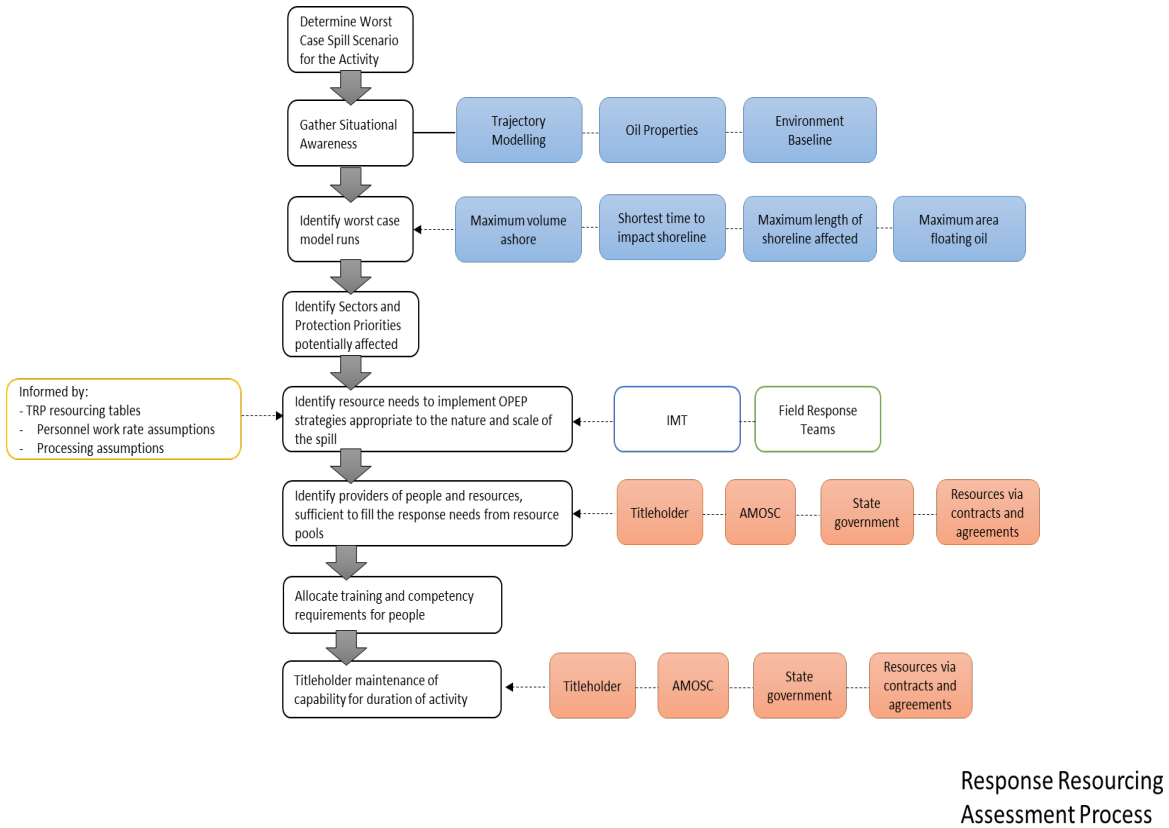 Determine Worst
Case Spill Scenario
for the Activity
Gather Situational
Awareness
Trajectory
Modelling
Oil Properties
Environment
Baseline
Identify worst case
model runs
Maximum volume
ashore
Shortest time to
impact shoreline
Maximum length of
shoreline affected
Maximum area
floating oil
Identify Sectors and
Protection Priorities
potentially affected
Informed by:
- TRP resourcing tables
- Personnel work rate assumptions
- Processing assumptions
Identify resource needs to implement OPEP
strategies appropriate to the nature and scale of
the spill
IMT
Field Response
Teams
Identify providers of people and resources,
sufficient to fill the response needs from resource
pools
Titleholder
AMOSC
State
government
Resources via
contracts and
agreements
Allocate training and competency
requirements for people
Titleholder maintenance of
capability for duration of activity
Titleholder
AMOSC
State
government
Resources via
contracts and
agreements
Response Resourcing
Assessment Process